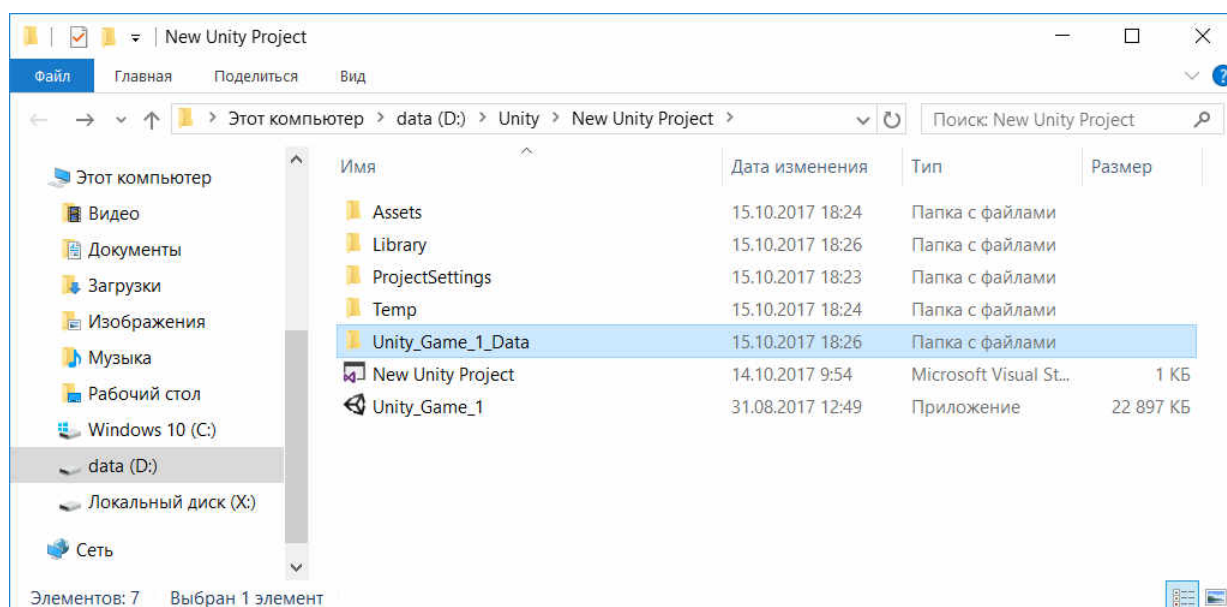 New Unity Project
Файл Главная Поделиться Вид ?
Этот компьютер > data (D:) > Unity > New Unity Project > Поиск: New Unity Project
Имя Дата изменения Тип Размер
Этот компьютер
Видео
Документы
Загрузки
Изображения
Музыка
Рабочий стол
Windows 10 (C:)
data (D:)
Локальный диск (X:)
Сеть
Assets 15.10.2017 18:24 Папка с файлами
Library 15.10.2017 18:26 Папка с файлами
ProjectSettings 15.10.2017 18:23 Папка с файлами
Temp 15.10.2017 18:24 Папка с файлами
Unity_Game_1_Data 15.10.2017 18:26 Папка с файлами
New Unity Project 14.10.2017 9:54 Microsoft Visual St... 1 КБ
Unity_Game_1 31.08.2017 12:49 Приложение 22 897 КБ
Элементов: 7 Выбран 1 элемент